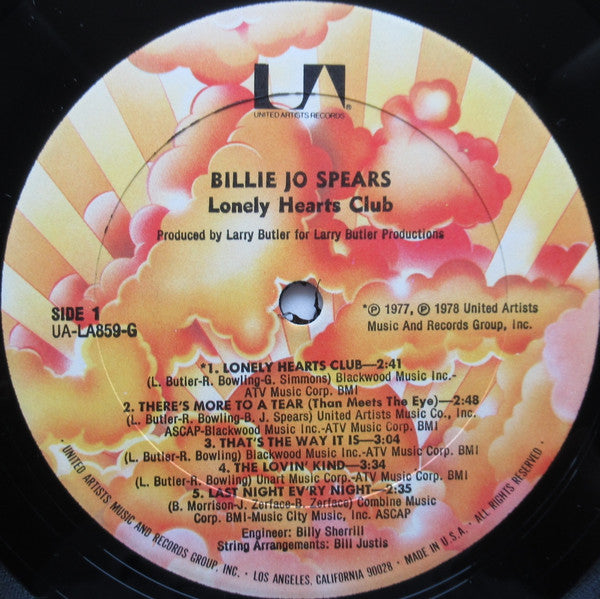 UA®
UNITED ARTISTS RECORDS
BILLIE JO SPEARS
Lonely Hearts Club
Produced by Larry Butler for Larry Butler Productions
SIDE 1
UA-LA859-G
*℗ 1977, ℗ 1978 United Artists
Music And Records Group, Inc.
*1. LONELY HEARTS CLUB—2:41
(L. Butler-R. Bowling-G. Simmons) Blackwood Music Inc.-
ATV Music Corp. BMI
2. THERE'S MORE TO A TEAR (Than Meets The Eye)—2:48
(L. Butler-R. Bowling-B. J. Spears) United Artists Music Co., Inc.
ASCAP-Blackwood Music Inc.-ATV Music Corp. BMI
3. THAT'S THE WAY IT IS—3:04
(L. Butler-R. Bowling) Blackwood Music Inc.-ATV Music Corp. BMI
4. THE LOVIN' KIND—3:34
(L. Butler-R. Bowling) Unart Music Corp.-ATV Music Corp. BMI
5. LAST NIGHT EV'RY NIGHT—2:35
(B. Morrison-J. Zerface-B. Zerface) Combine Music
Corp. BMI-Music City Music, Inc. ASCAP
Engineer: Billy Sherrill
String Arrangements: Bill Justis
· UNITED ARTISTS MUSIC AND RECORDS GROUP, INC. · LOS ANGELES, CALIFORNIA 90028 · MADE IN U.S.A. · ALL RIGHTS RESERVED ·